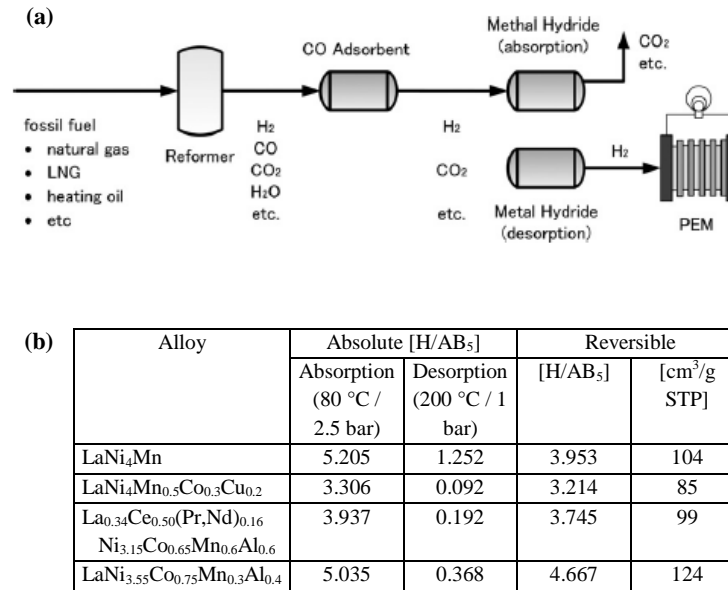 (a)
Methal Hydride
(absorption)
CO₂
etc.
CO Adsorbent
fossil fuel
• natural gas
• LNG
• heating oil
• etc
Reformer
H₂
CO
CO₂
H₂O
etc.
H₂
CO₂
etc.
H₂
Metal Hydride
(desorption)
PEM
(b)
Alloy Absolute [H/AB₅] Reversible
Absorption (80 °C / 2.5 bar) Desorption (200 °C / 1 bar) [H/AB₅] [cm³/g STP]
LaNi₄Mn 5.205 1.252 3.953 104
LaNi₄Mn₀.₅Co₀.₃Cu₀.₂ 3.306 0.092 3.214 85
La₀.₃₄Ce₀.₅₀(Pr,Nd)₀.₁₆ 3.937 0.192 3.745 99
Ni₃.₁₅Co₀.₆₅Mn₀.₆Al₀.₆
LaNi₃.₅₅Co₀.₇₅Mn₀.₃Al₀.₄ 5.035 0.368 4.667 124